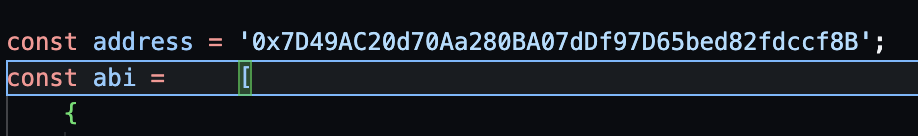 const address = '0x7D49AC20d70Aa280BA07dDf97D65bed82fdccf8B';
const abi =     [
    {